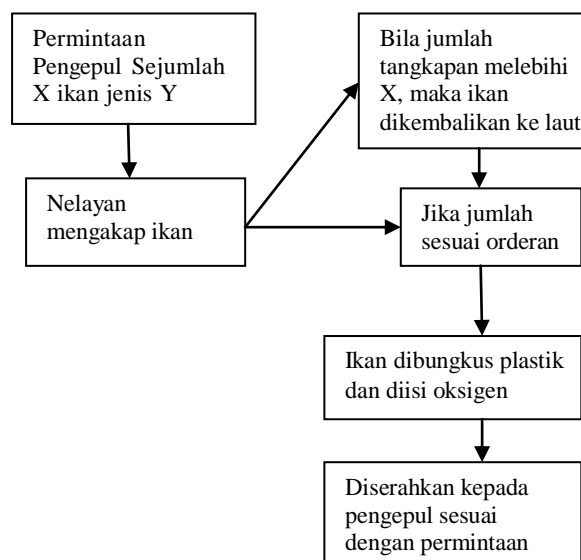 Permintaan
Pengepul Sejumlah
X ikan jenis Y
Bila jumlah
tangkapan melebihi
X, maka ikan
dikembalikan ke laut
Nelayan
mengakap ikan
Jika jumlah
sesuai orderan
Ikan dibungkus plastik
dan diisi oksigen
Diserahkan kepada
pengepul sesuai
dengan permintaan